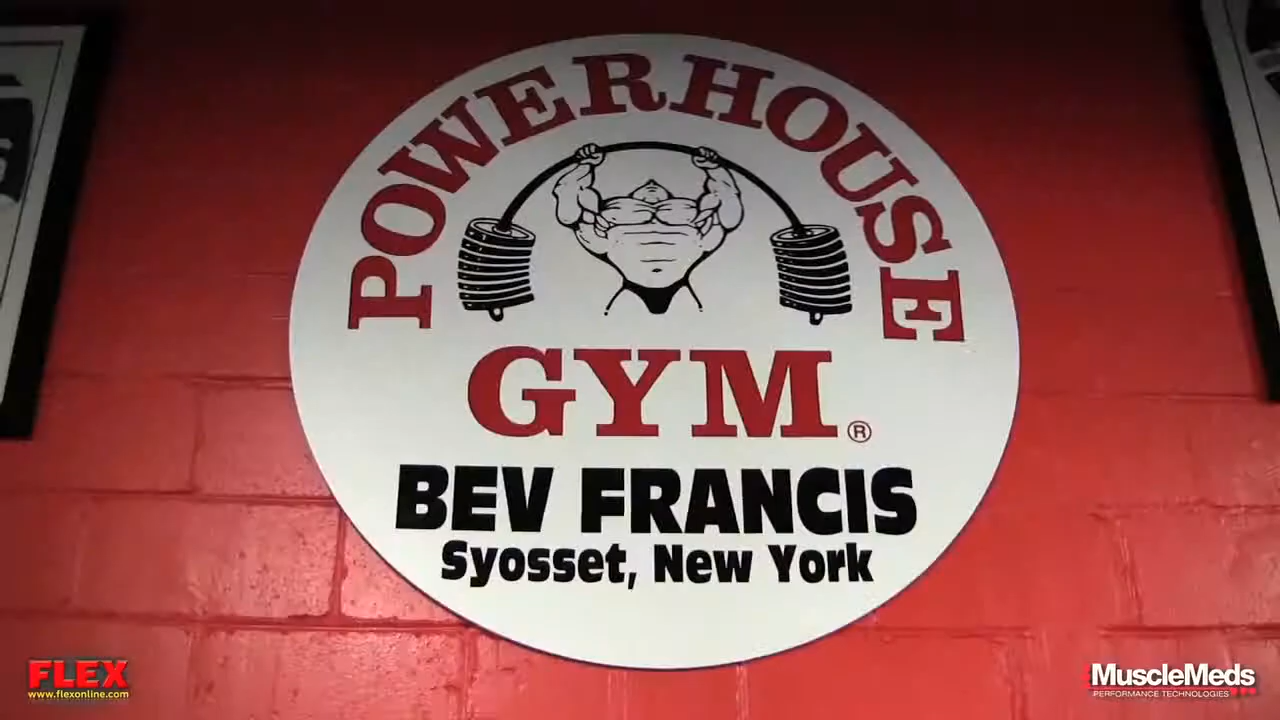 POWERHOUSE
GYM ®
BEV FRANCIS
Syosset, New York
FLEX
www.flexonline.com
MuscleMeds
PERFORMANCE TECHNOLOGIES